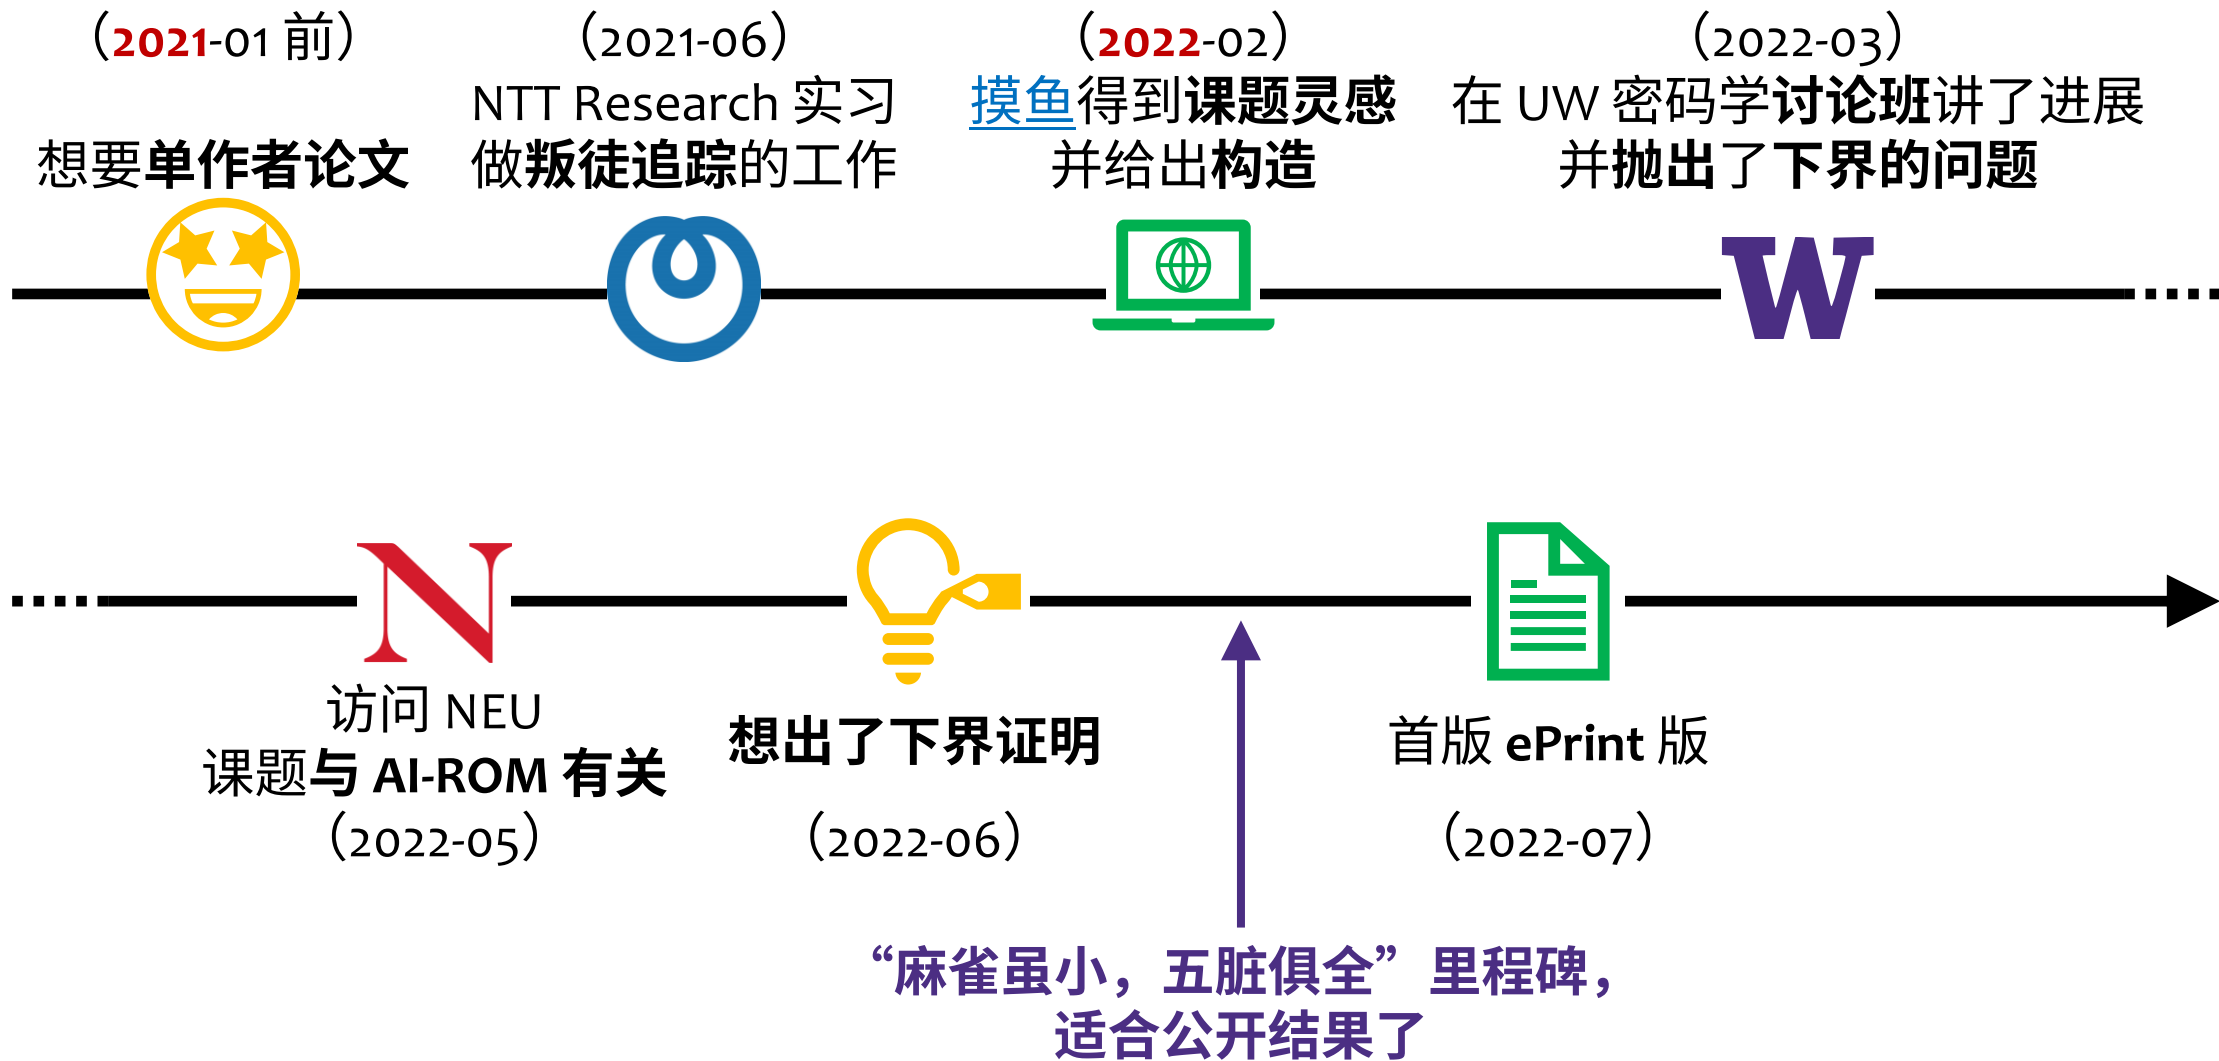 （2021-01 前）
想要单作者论文
（2021-06）
NTT Research 实习
做叛徒追踪的工作
（2022-02）
摸鱼得到课题灵感
并给出构造
（2022-03）
在 UW 密码学讨论班讲了进展
并抛出了下界的问题
W
N
访问 NEU
课题与 AI-ROM 有关
（2022-05）
想出了下界证明
（2022-06）
首版 ePrint 版
（2022-07）
“麻雀虽小，五脏俱全”里程碑，
适合公开结果了